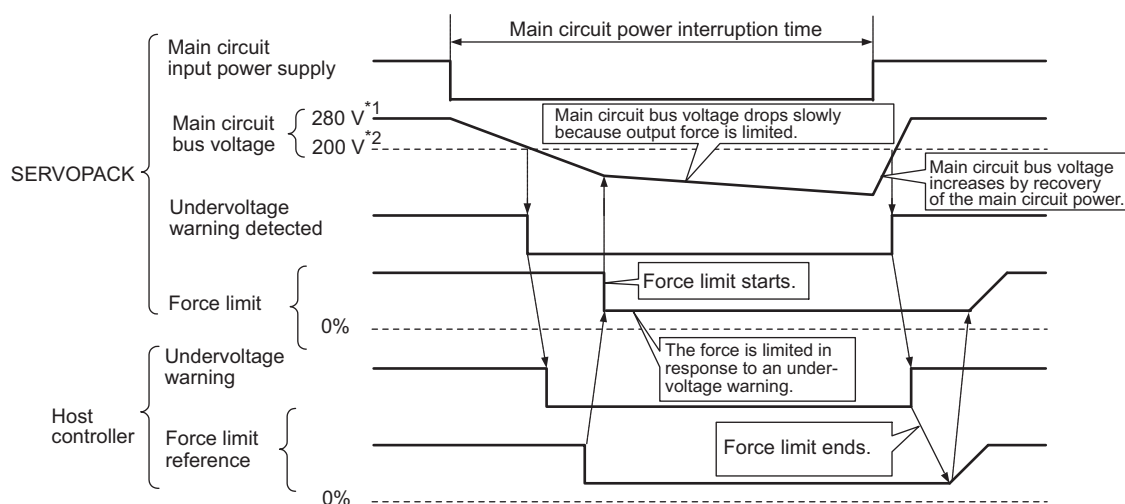 Main circuit power interruption time
Main circuit
input power supply
Main circuit
bus voltage
280 V*1
200 V*2
Main circuit bus voltage drops slowly
because output force is limited.
Main circuit bus voltage
increases by recovery
of the main circuit power.
SERVOPACK
Undervoltage
warning detected
Force limit starts.
Force limit
0%
The force is limited in
response to an under-
voltage warning.
Undervoltage
warning
Host
controller
Force limit
reference
Force limit ends.
0%